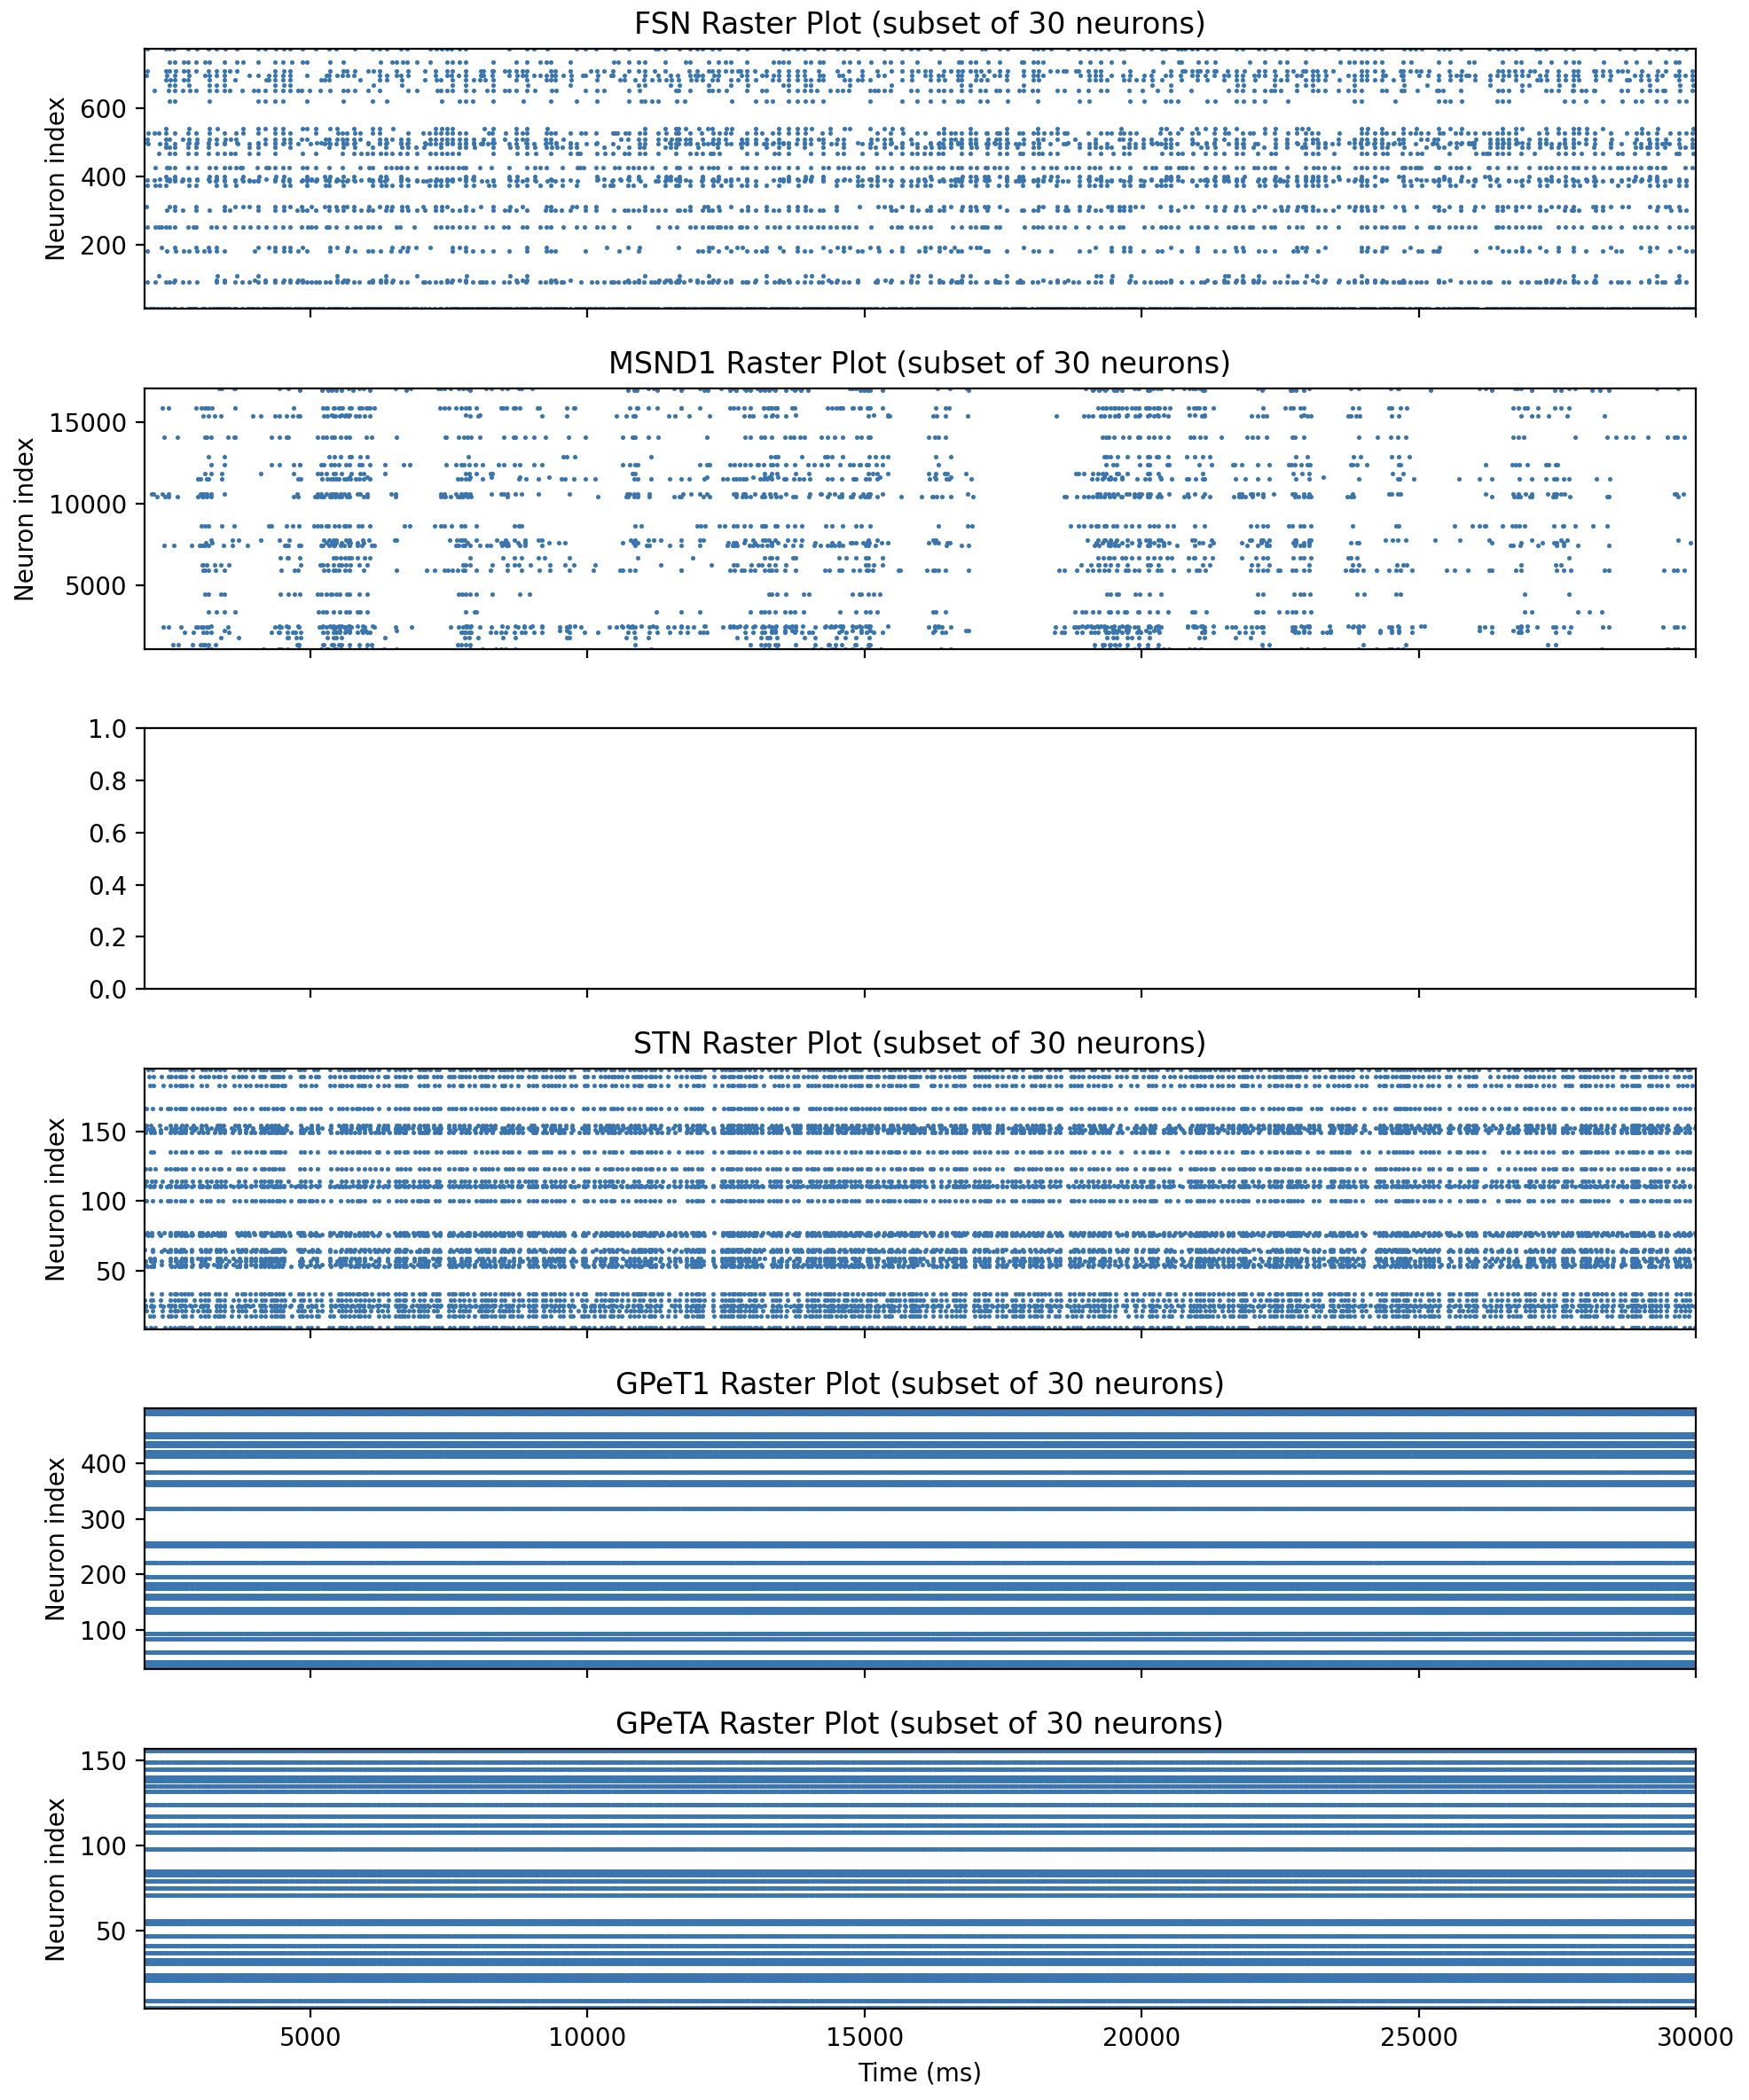 FSN Raster Plot (subset of 30 neurons)
Neuron index
600
400
200
MSND1 Raster Plot (subset of 30 neurons)
Neuron index
15000
10000
5000
1.0
0.8
0.6
0.4
0.2
0.0
STN Raster Plot (subset of 30 neurons)
Neuron index
150
100
50
GPeT1 Raster Plot (subset of 30 neurons)
Neuron index
400
300
200
100
GPeTA Raster Plot (subset of 30 neurons)
Neuron index
150
100
50
5000 10000 15000 20000 25000 30000
Time (ms)